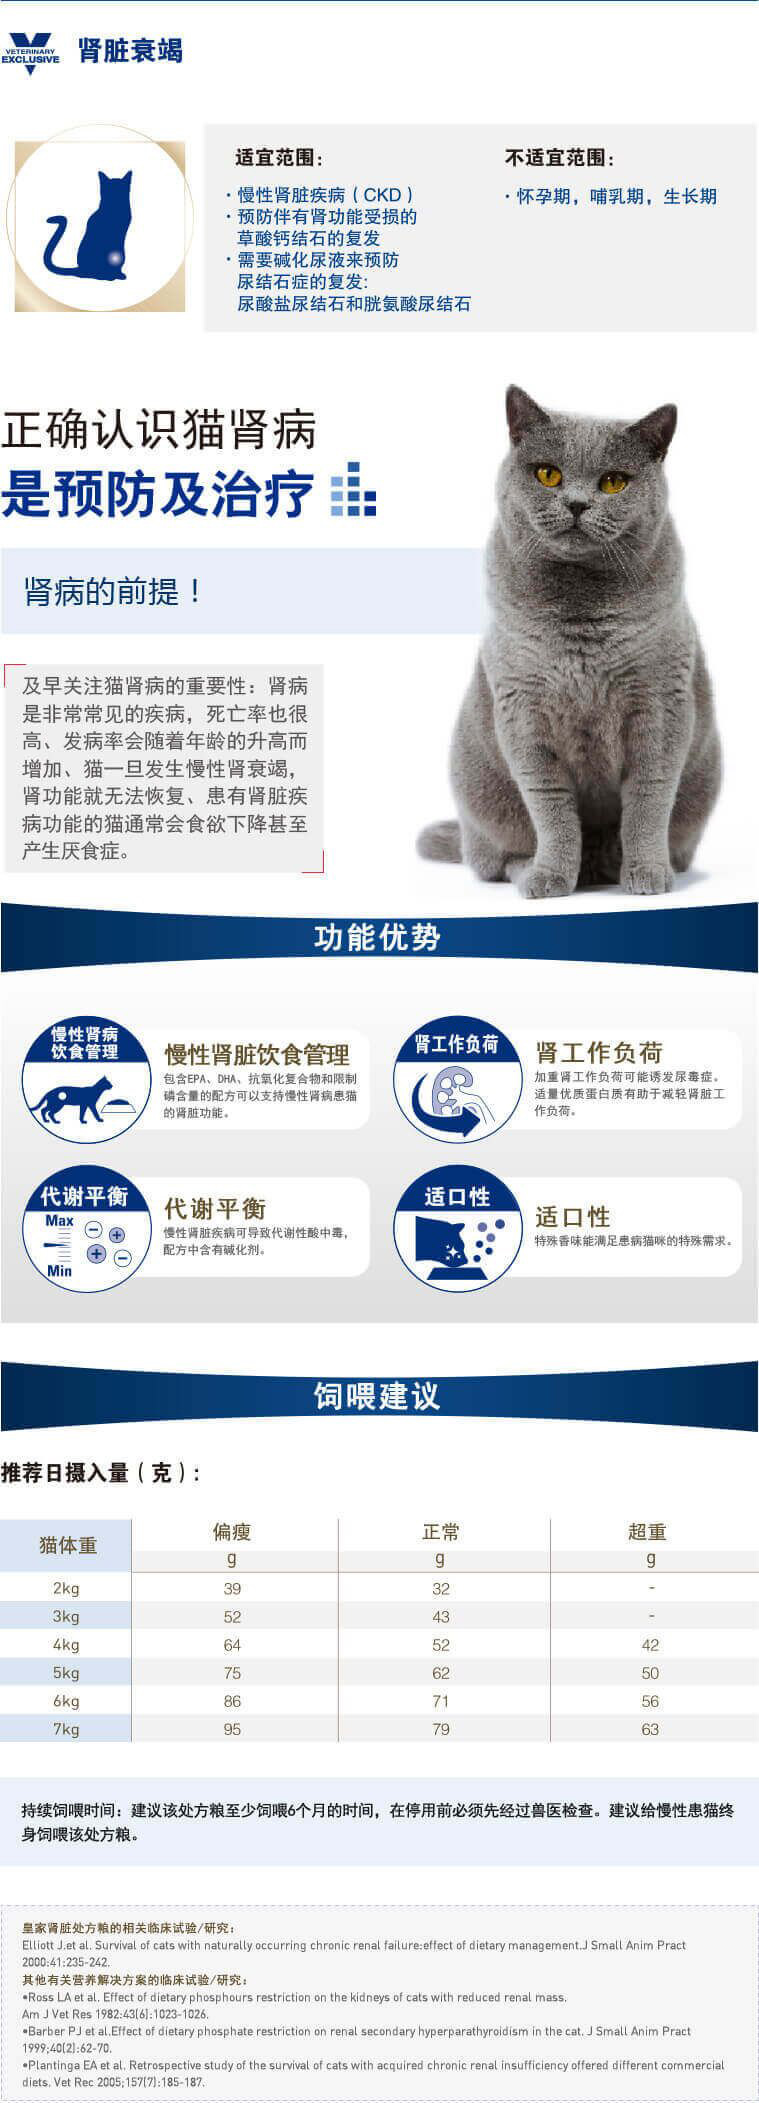 VETERINARY
EXCLUSIVE
肾脏衰竭
适宜范围：
·慢性肾脏疾病（CKD）
·预防伴有肾功能受损的
草酸钙结石的复发
·需要碱化尿液来预防
尿结石症的复发:
尿酸盐尿结石和胱氨酸尿结石
不适宜范围：
·怀孕期，哺乳期，生长期
正确认识猫肾病
是预防及治疗
肾病的前提！
及早关注猫肾病的重要性：肾病
是非常常见的疾病，死亡率也很
高、发病率会随着年龄的升高而
增加、猫一旦发生慢性肾衰竭，
肾功能就无法恢复、患有肾脏疾
病功能的猫通常会食欲下降甚至
产生厌食症。
功能优势
慢性肾病
饮食管理
慢性肾脏饮食管理
包含EPA、DHA、抗氧化复合物和限制
磷含量的配方可以支持慢性肾病患猫
的肾脏功能。
肾工作负荷
肾工作负荷
加重肾工作负荷可能诱发尿毒症。
适量优质蛋白质有助于减轻肾脏工
作负荷。
代谢平衡
Max
Min
代谢平衡
慢性肾脏疾病可导致代谢性酸中毒，
配方中含有碱化剂。
适口性
适口性
特殊香味能满足患病猫咪的特殊需求。
饲喂建议
推荐日摄入量（克）：
猫体重 偏瘦 正常 超重
g g g
2kg 39 32 -
3kg 52 43 -
4kg 64 52 42
5kg 75 62 50
6kg 86 71 56
7kg 95 79 63
持续饲喂时间：建议该处方粮至少饲喂6个月的时间，在停用前必须先经过兽医检查。建议给慢性患猫终
身饲喂该处方粮。
皇家肾脏处方粮的相关临床试验/研究：
Elliott J.et al. Survival of cats with naturally occurring chronic renal failure:effect of dietary management.J Small Anim Pract
2000:41:235-242.
其他有关营养解决方案的临床试验/研究：
•Ross LA et al. Effect of dietary phosphours restriction on the kidneys of cats with reduced renal mass.
Am J Vet Res 1982:43(6):1023-1026.
•Barber PJ et al.Effect of dietary phosphate restriction on renal secondary hyperparathyroidism in the cat. J Small Anim Pract
1999;40(2):62-70.
•Plantinga EA et al. Retrospective study of the survival of cats with acquired chronic renal insufficiency offered different commercial
diets. Vet Rec 2005;157(7):185-187.